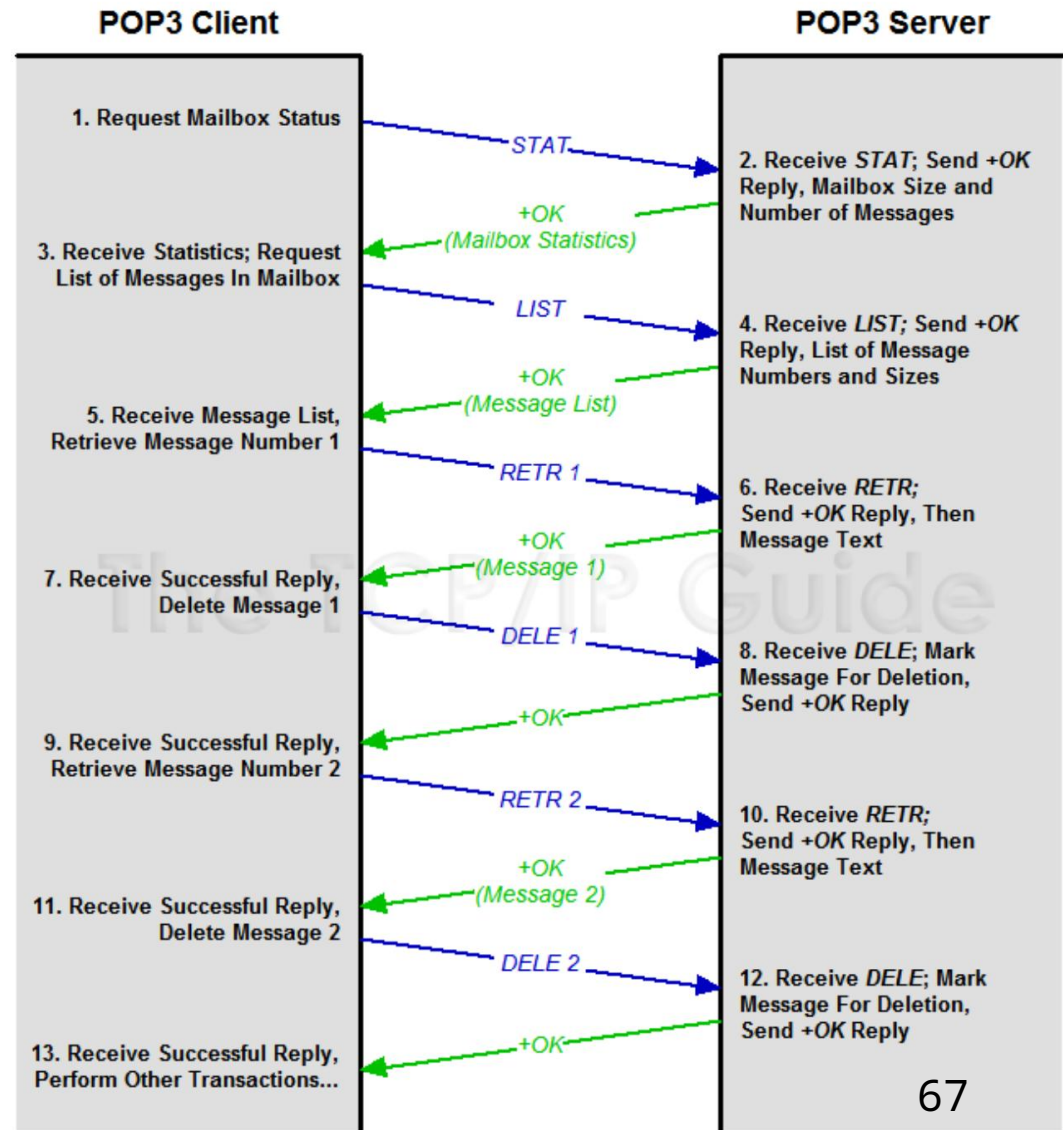 POP3 Client
POP3 Server
1. Request Mailbox Status
STAT
2. Receive STAT; Send +OK
Reply, Mailbox Size and
Number of Messages
+OK
(Mailbox Statistics)
3. Receive Statistics; Request
List of Messages In Mailbox
LIST
4. Receive LIST; Send +OK
Reply, List of Message
Numbers and Sizes
+OK
(Message List)
5. Receive Message List,
Retrieve Message Number 1
RETR 1
6. Receive RETR;
Send +OK Reply, Then
Message Text
+OK
(Message 1)
The TCP/IP Guide
7. Receive Successful Reply,
Delete Message 1
DELE 1
8. Receive DELE; Mark
Message For Deletion,
Send +OK Reply
+OK
9. Receive Successful Reply,
Retrieve Message Number 2
RETR 2
10. Receive RETR;
Send +OK Reply, Then
Message Text
+OK
(Message 2)
11. Receive Successful Reply,
Delete Message 2
DELE 2
12. Receive DELE; Mark
Message For Deletion,
Send +OK Reply
+OK
13. Receive Successful Reply,
Perform Other Transactions...
67